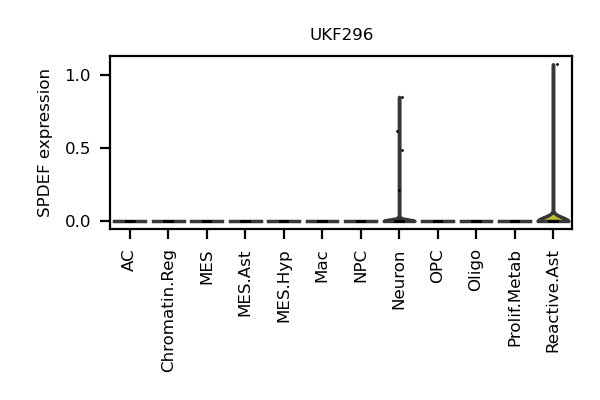 UKF296
SPDEF expression
1.0
0.5
0.0
AC
Chromatin.Reg
MES
MES.Ast
MES.Hyp
Mac
NPC
Neuron
OPC
Oligo
Prolif.Metab
Reactive.Ast